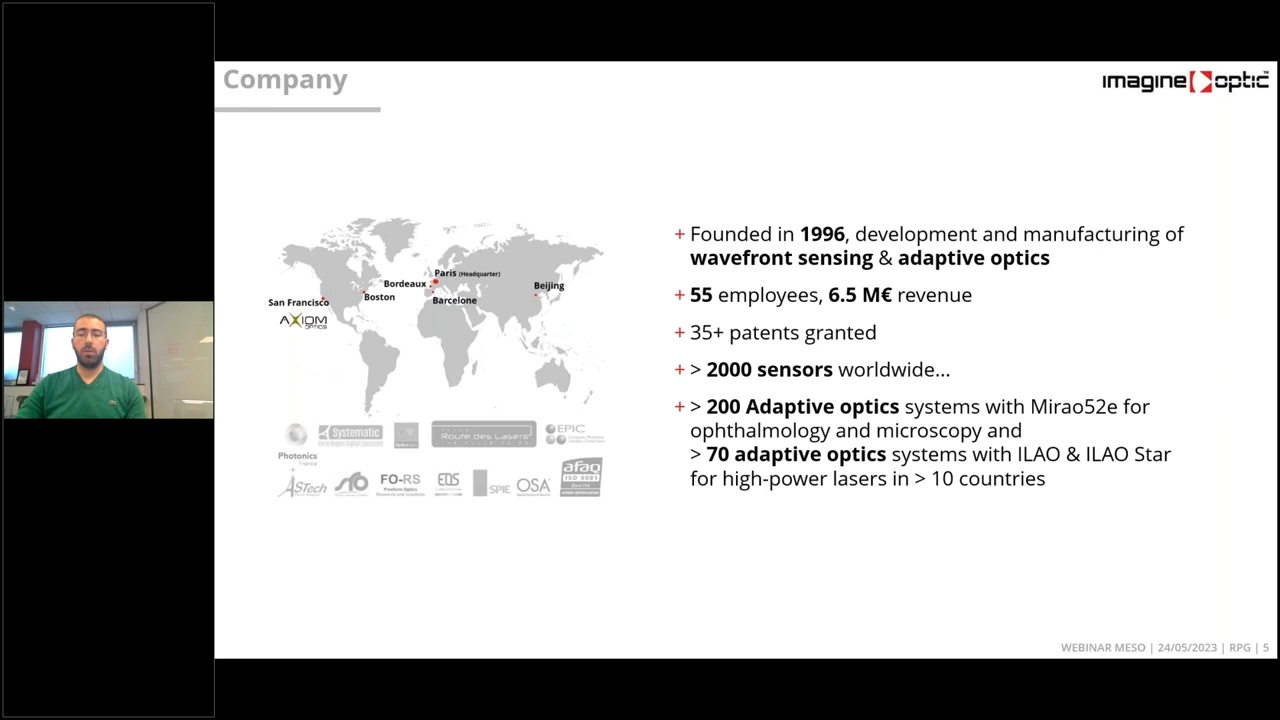 Company
imagine optic™
Paris (Headquarter)
Bordeaux
Beijing
Boston
Barcelone
San Francisco
AXIOM
OPTICS
+ Founded in 1996, development and manufacturing of
wavefront sensing & adaptive optics
+ 55 employees, 6.5 M€ revenue
+ 35+ patents granted
+ > 2000 sensors worldwide...
+ > 200 Adaptive optics systems with Mirao52e for
ophthalmology and microscopy and
> 70 adaptive optics systems with ILAO & ILAO Star
for high-power lasers in > 10 countries
Systematic
Route des Lasers
EPIC
Photonics
France
ASTech
FO-RS
EOS
SPIE
OSA
afaq
ISO 9001
WEBINAR MESO | 24/05/2023 | RPG | 5